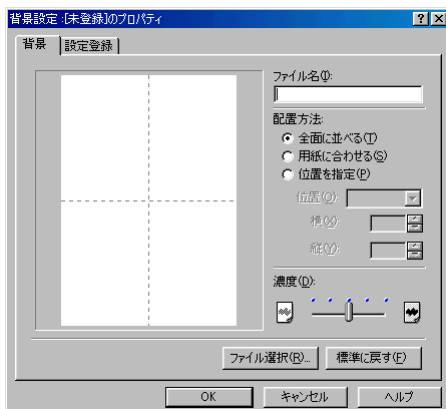 背景設定:[未登録]のプロパティ
背景
設定登録
ファイル名(I):
配置方法:
全面に並べる(T)
用紙に合わせる(S)
位置を指定(P)
位置(O):
横(X):
縦(Y):
濃度(D):
ファイル選択(R)...
標準に戻す(F)
OK
キャンセル
ヘルプ